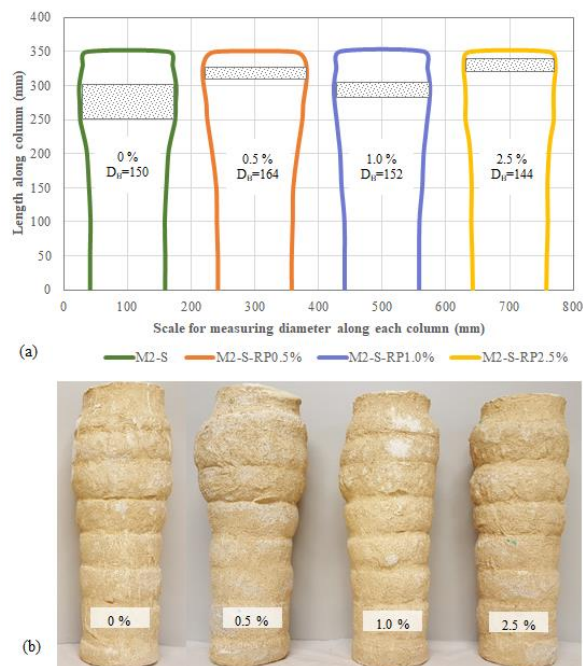 400
350
300
250
200
150
100
50
0
Length along column (mm)
0 %
D_H=150
0.5 %
D_H=164
1.0 %
D_H=152
2.5 %
D_H=144
0 100 200 300 400 500 600 700 800
Scale for measuring diameter along each column (mm)
(a)
M2-S M2-S-RP0.5% M2-S-RP1.0% M2-S-RP2.5%
0 % 0.5 % 1.0 % 2.5 %
(b)